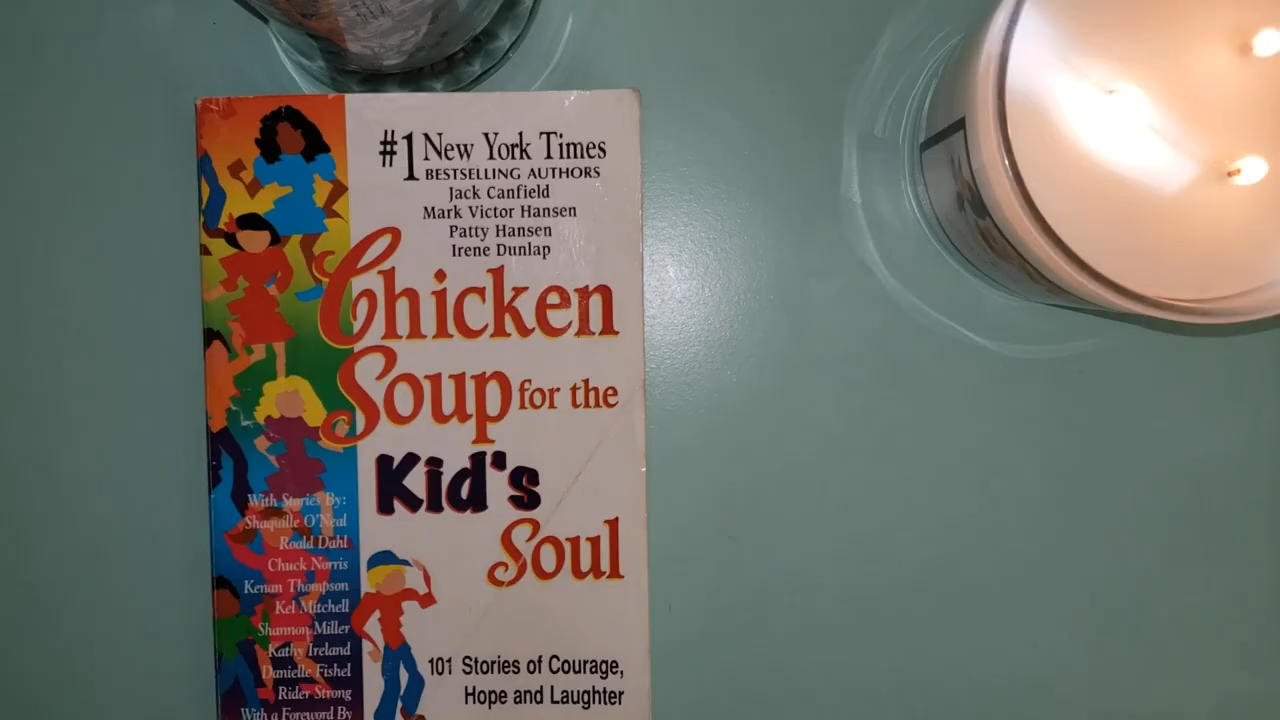 #1 New York Times
BESTSELLING AUTHORS
Jack Canfield
Mark Victor Hansen
Patty Hansen
Irene Dunlap
Chicken
Soup for the
Kid's
Soul
With Stories By:
Shaquille O'Neal
Roald Dahl
Chuck Norris
Kenan Thompson
Kel Mitchell
Shannon Miller
Kathy Ireland
Danielle Fishel
Rider Strong
With a Foreword By
101 Stories of Courage,
Hope and Laughter